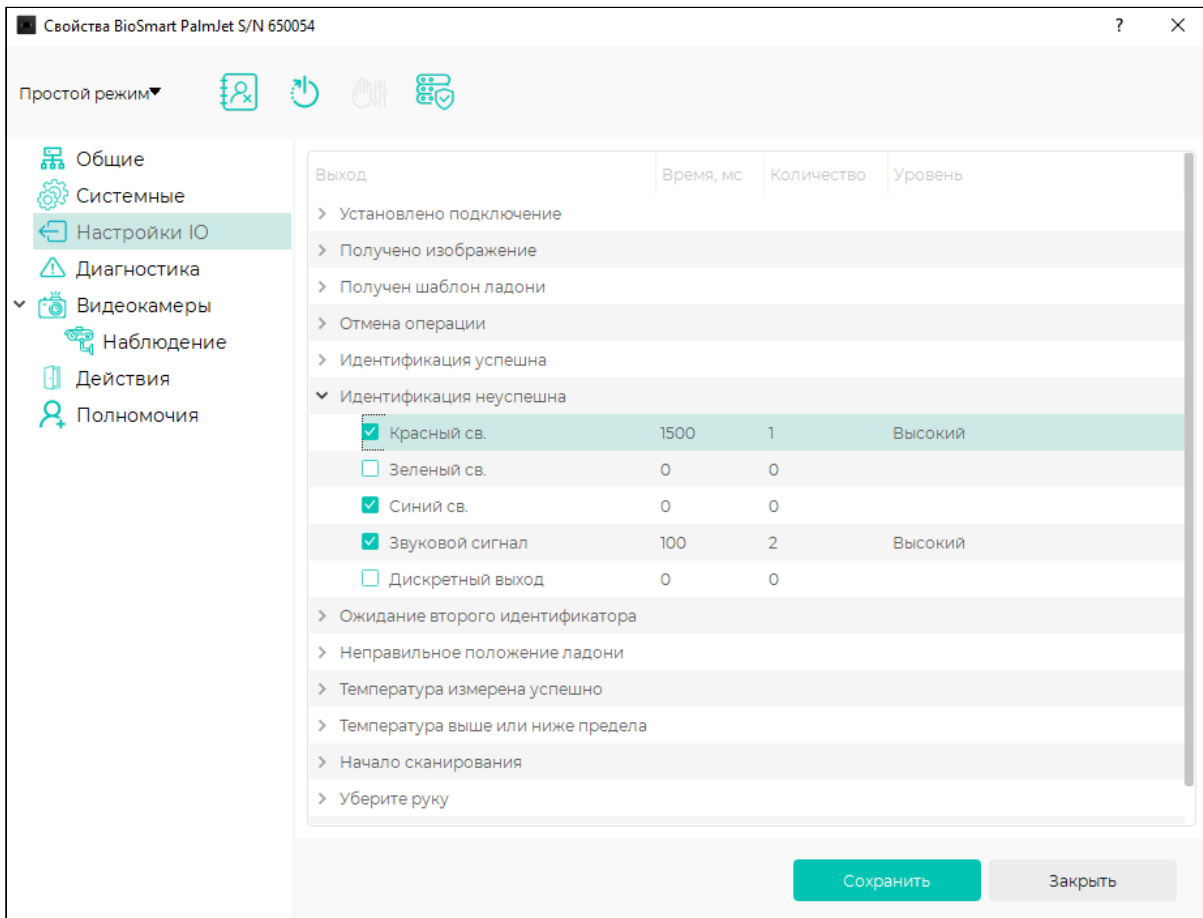 Свойства BioSmart PalmJet S/N 650054
?
Простой режим
Общие
Системные
Настройки IO
Диагностика
Видеокамеры
Наблюдение
Действия
Полномочия
Выход Время, мс Количество Уровень
Установлено подключение
Получено изображение
Получен шаблон ладони
Отмена операции
Идентификация успешна
Идентификация неуспешна
Красный св. 1500 1 Высокий
Зеленый св. 0 0
Синий св. 0 0
Звуковой сигнал 100 2 Высокий
Дискретный выход 0 0
Ожидание второго идентификатора
Неправильное положение ладони
Температура измерена успешно
Температура выше или ниже предела
Начало сканирования
Уберите руку
Сохранить Закрыть